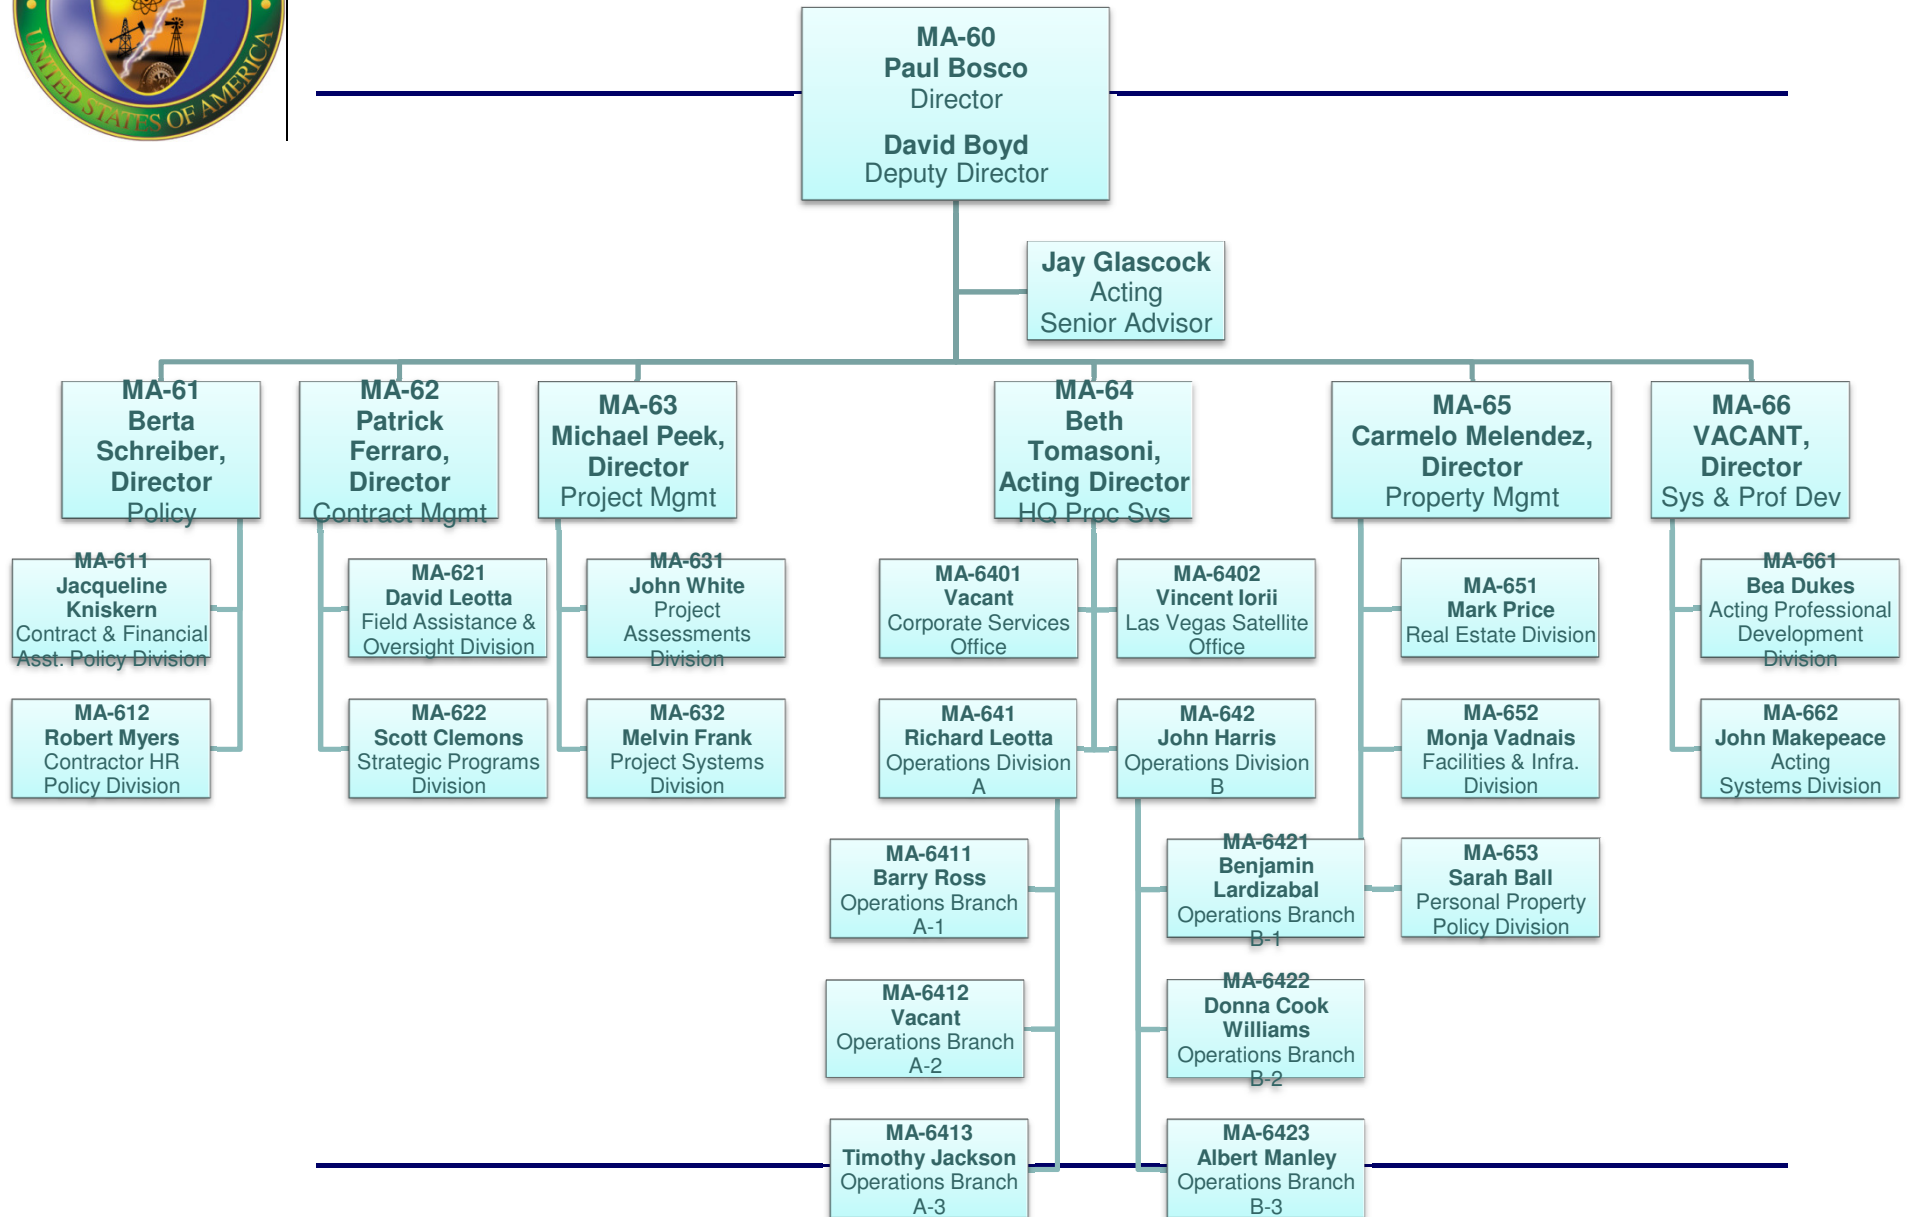 UNITED STATES OF AMERICA
MA-60
Paul Bosco
Director
David Boyd
Deputy Director
Jay Glascock
Acting
Senior Advisor
MA-61
Berta
Schreiber,
Director
Policy
MA-62
Patrick
Ferraro,
Director
Contract Mgmt
MA-63
Michael Peek,
Director
Project Mgmt
MA-64
Beth
Tomasoni,
Acting Director
HQ Proc Svs
MA-65
Carmelo Melendez,
Director
Property Mgmt
MA-66
VACANT,
Director
Sys & Prof Dev
MA-611
Jacqueline
Kniskern
Contract & Financial
Asst. Policy Division
MA-621
David Leotta
Field Assistance &
Oversight Division
MA-631
John White
Project
Assessments
Division
MA-6401
Vacant
Corporate Services
Office
MA-6402
Vincent Iorii
Las Vegas Satellite
Office
MA-651
Mark Price
Real Estate Division
MA-661
Bea Dukes
Acting Professional
Development
Division
MA-612
Robert Myers
Contractor HR
Policy Division
MA-622
Scott Clemons
Strategic Programs
Division
MA-632
Melvin Frank
Project Systems
Division
MA-641
Richard Leotta
Operations Division
A
MA-642
John Harris
Operations Division
B
MA-652
Monja Vadnais
Facilities & Infra.
Division
MA-662
John Makepeace
Acting
Systems Division
MA-6411
Barry Ross
Operations Branch
A-1
MA-6421
Benjamin
Lardizabal
Operations Branch
B-1
MA-653
Sarah Ball
Personal Property
Policy Division
MA-6412
Vacant
Operations Branch
A-2
MA-6422
Donna Cook
Williams
Operations Branch
B-2
MA-6413
Timothy Jackson
Operations Branch
A-3
MA-6423
Albert Manley
Operations Branch
B-3